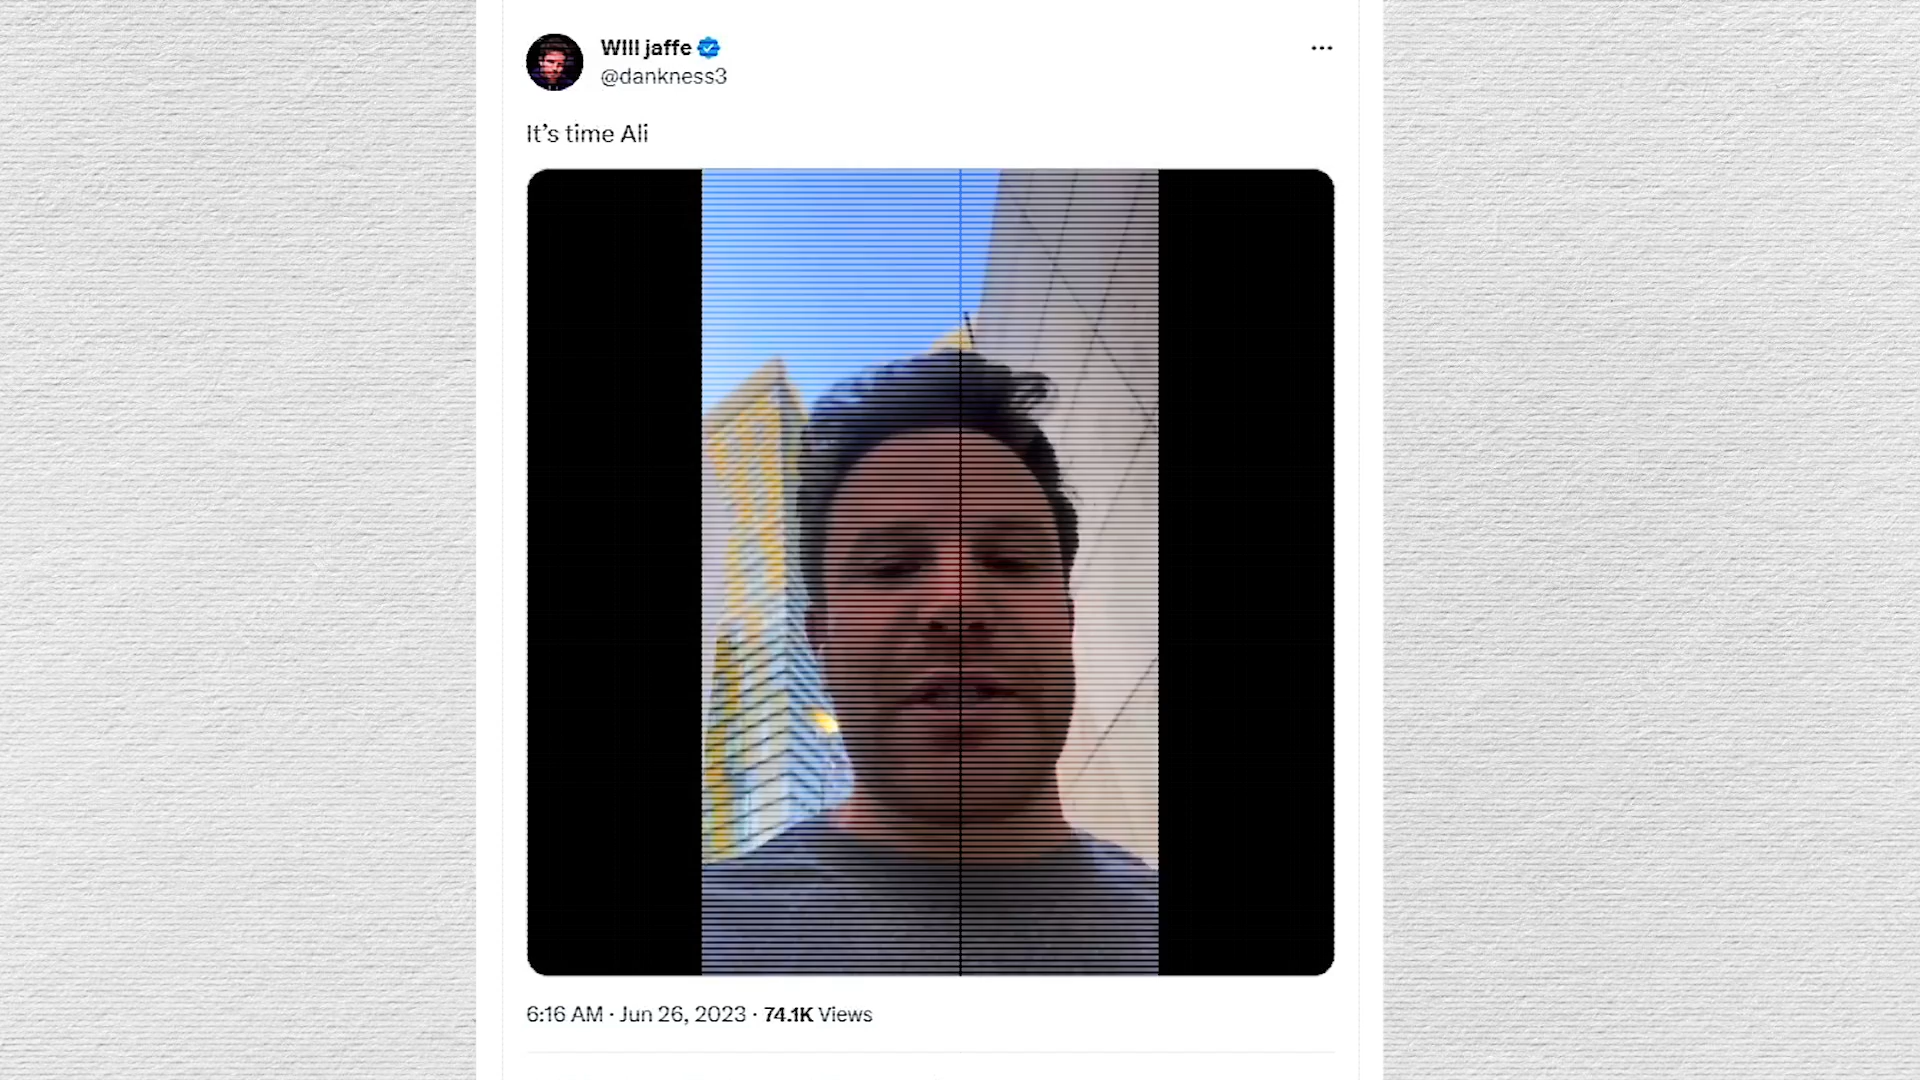 WIll jaffe
@dankness3
It's time Ali
6:16 AM · Jun 26, 2023 · 74.1K Views